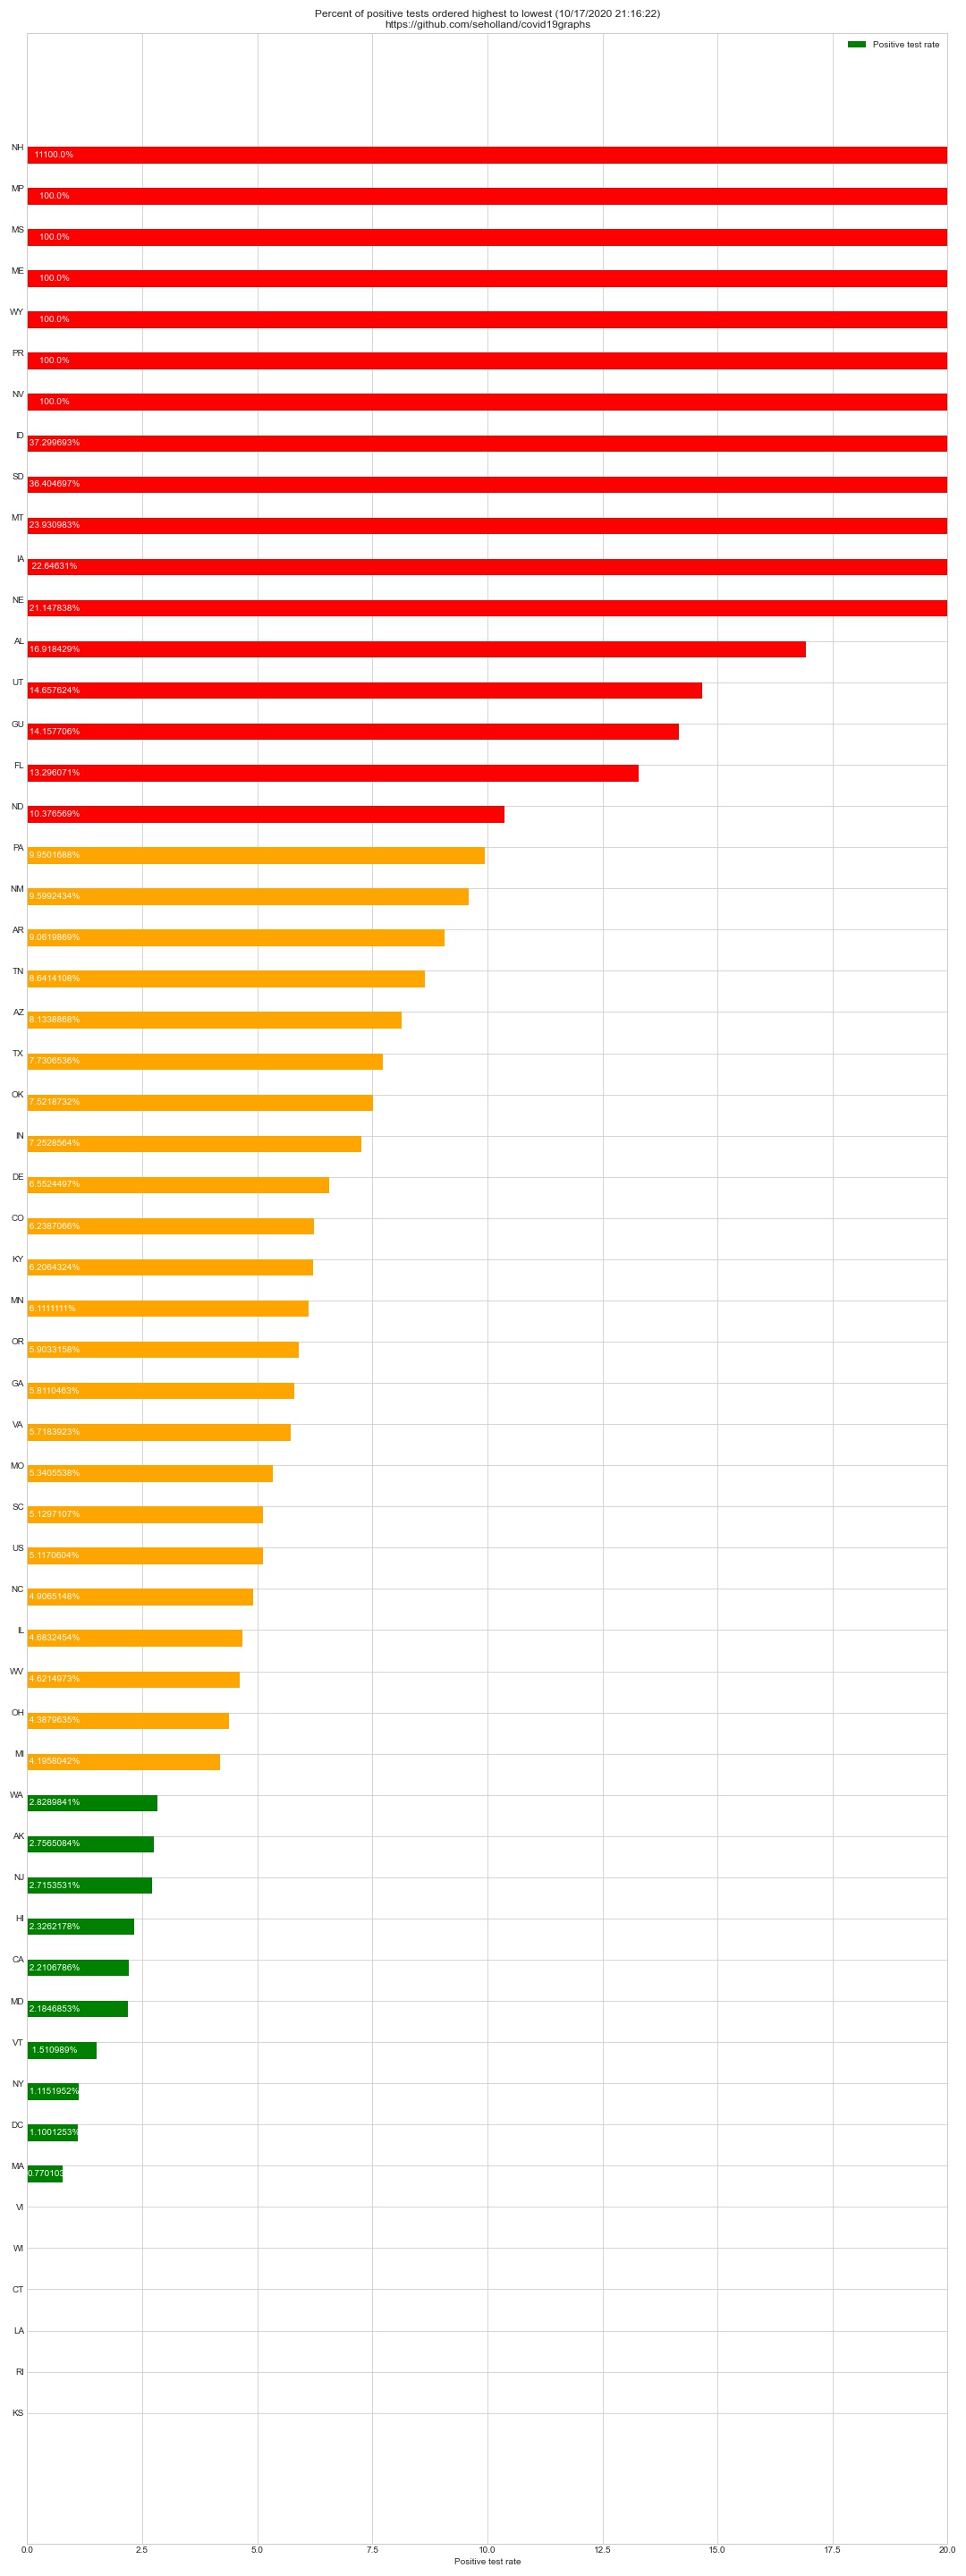 Percent of positive tests ordered highest to lowest (10/17/2020 21:16:22)
https://github.com/seholland/covid19graphs
Positive test rate
NH 11100.0%
MP 100.0%
MS 100.0%
ME 100.0%
WY 100.0%
PR 100.0%
NV 100.0%
ID 37.299693%
SD 36.404697%
MT 23.930983%
IA 22.64631%
NE 21.147838%
AL 16.918429%
UT 14.657624%
GU 14.157706%
FL 13.296071%
ND 10.376569%
PA 9.9501688%
NM 9.5992434%
AR 9.0619869%
TN 8.6414108%
AZ 8.1338868%
TX 7.7306536%
OK 7.5218732%
IN 7.2528564%
DE 6.5524497%
CO 6.2387066%
KY 6.2064324%
MN 6.1111111%
OR 5.9033158%
GA 5.8110463%
VA 5.7183923%
MO 5.3405538%
SC 5.1297107%
US 5.1170604%
NC 4.9065148%
IL 4.6832454%
WV 4.6214973%
OH 4.3879635%
MI 4.1958042%
WA 2.8289841%
AK 2.7565084%
NJ 2.7153531%
HI 2.3262178%
CA 2.2106786%
MD 2.1846853%
VT 1.510989%
NY 1.1151952%
DC 1.1001253%
MA 0.770103
VI
WI
CT
LA
RI
KS
0.0 2.5 5.0 7.5 10.0 12.5 15.0 17.5 20.0
Positive test rate